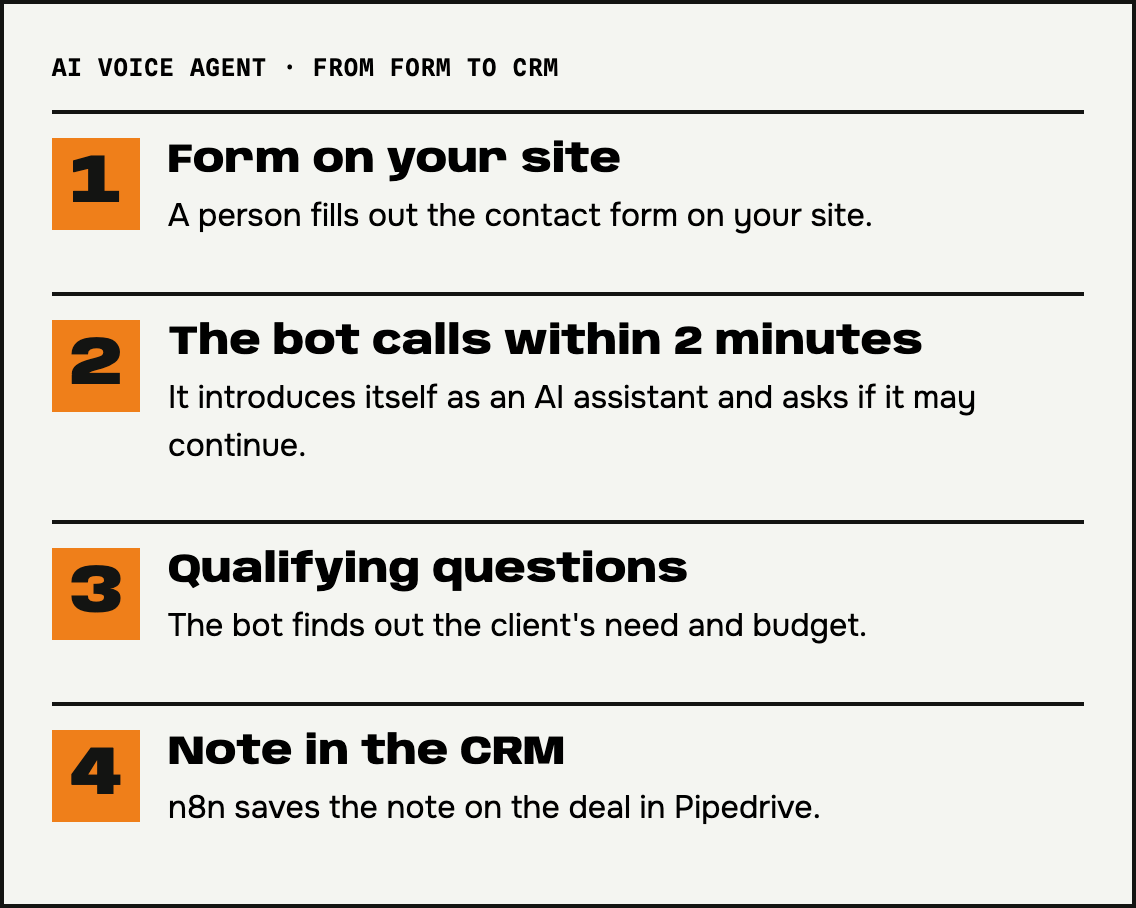 AI VOICE AGENT · FROM FORM TO CRM
1
Form on your site
A person fills out the contact form on your site.
2
The bot calls within 2 minutes
It introduces itself as an AI assistant and asks if it may
continue.
3
Qualifying questions
The bot finds out the client's need and budget.
4
Note in the CRM
n8n saves the note on the deal in Pipedrive.